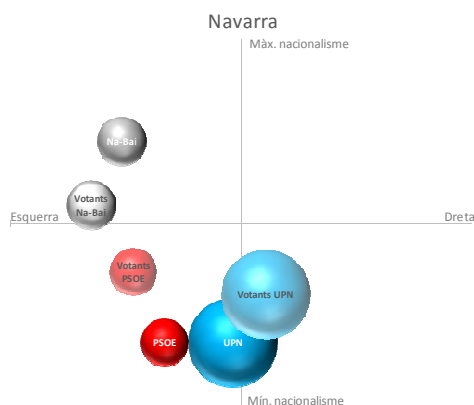 Navarra
Màx. nacionalisme
Na-Bai
Votants
Na-Bai
Esquerra
Dreta
Votants
PSOE
Votants UPN
PSOE
UPN
Mín. nacionalisme